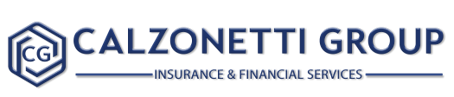 CG
CALZONETTI GROUP
INSURANCE & FINANCIAL SERVICES